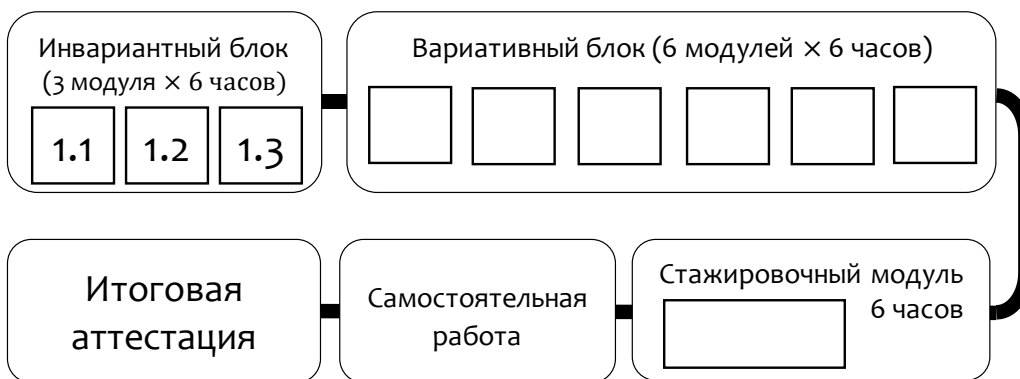 Инвариантный блок
(3 модуля × 6 часов)
1.1 1.2 1.3
Вариативный блок (6 модулей × 6 часов)
Стажировочный модуль
6 часов
Самостоятельная
работа
Итоговая
аттестация